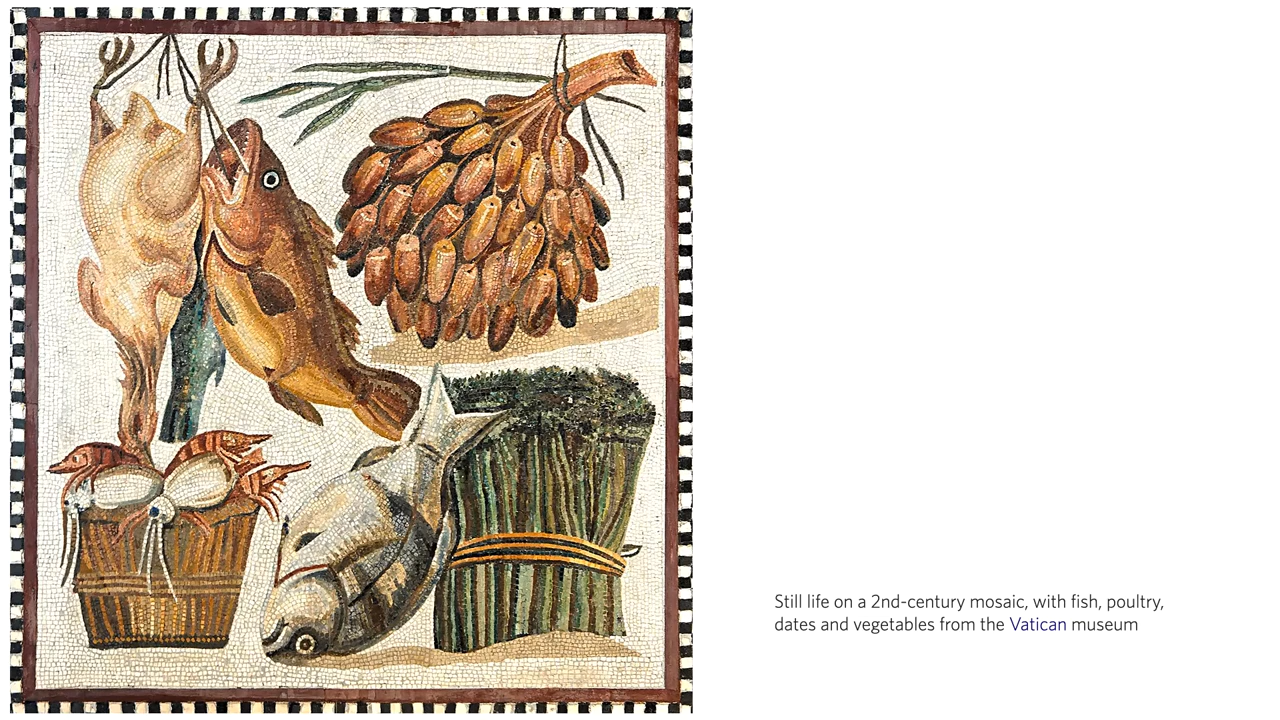 Still life on a 2nd-century mosaic, with fish, poultry,
dates and vegetables from the Vatican museum